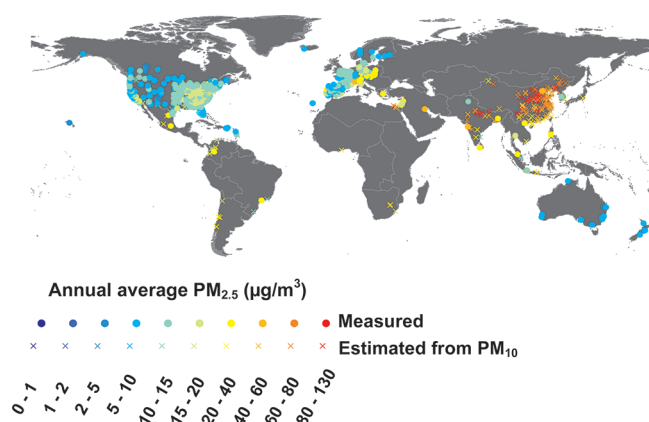 Annual average PM2.5 (µg/m3)
Measured
Estimated from PM10
0 - 1
1 - 2
2 - 5
5 - 10
10 - 15
15 - 20
20 - 40
40 - 60
60 - 80
80 - 130